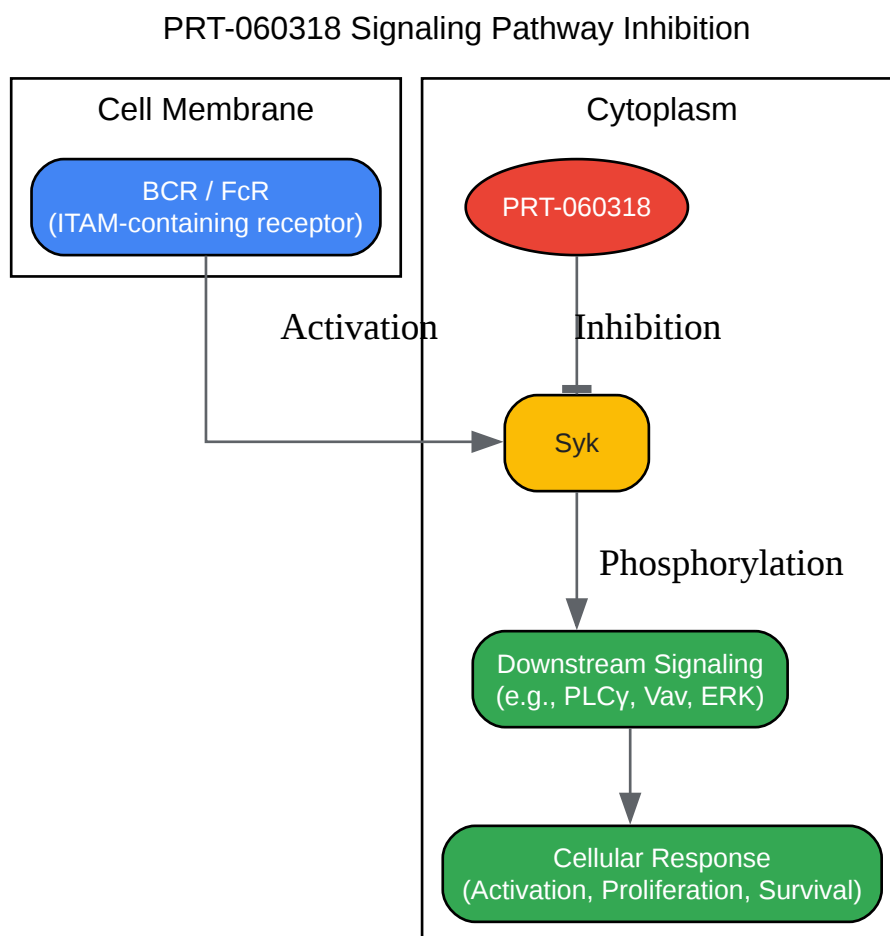 PRT-060318 Signaling Pathway Inhibition
Cell Membrane
Cytoplasm
BCR / FcR
(ITAM-containing receptor)
PRT-060318
Activation
Inhibition
Syk
Phosphorylation
Downstream Signaling
(e.g., PLCγ, Vav, ERK)
Cellular Response
(Activation, Proliferation, Survival)